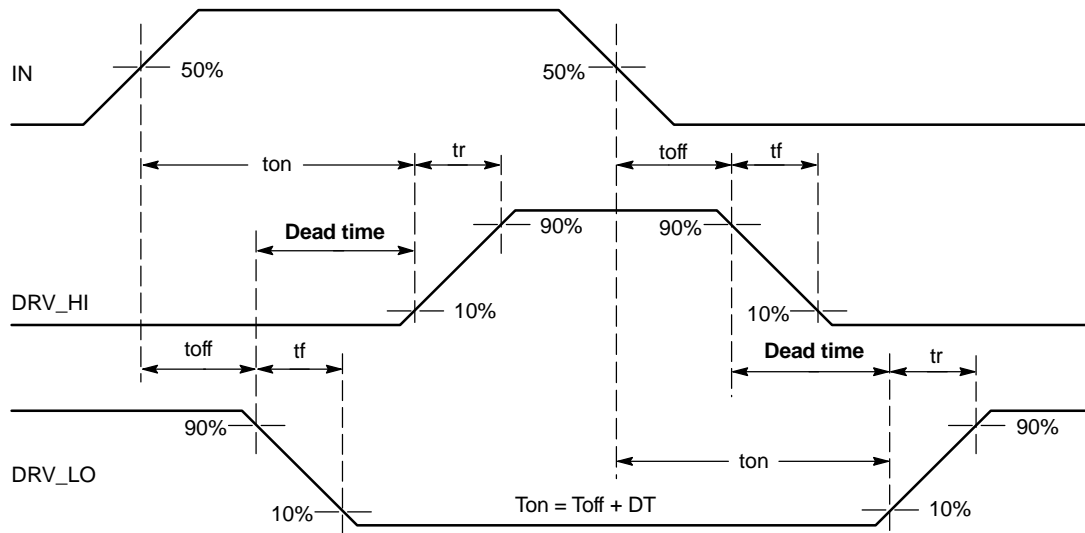 IN
50%
50%
ton
tr
toff
tf
Dead time
90%
90%
DRV_HI
10%
10%
toff
tf
Dead time
tr
90%
90%
ton
DRV_LO
10%
Ton = Toff + DT
10%